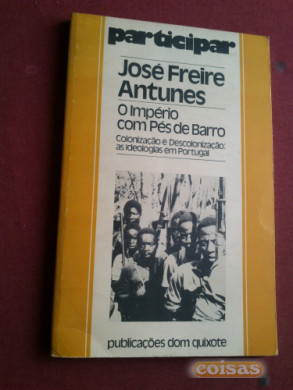 participar
José Freire
Antunes
O Império
com Pés de Barro
Colonização e Descolonização:
as ideologias em Portugal
publicações dom quixote
coisas